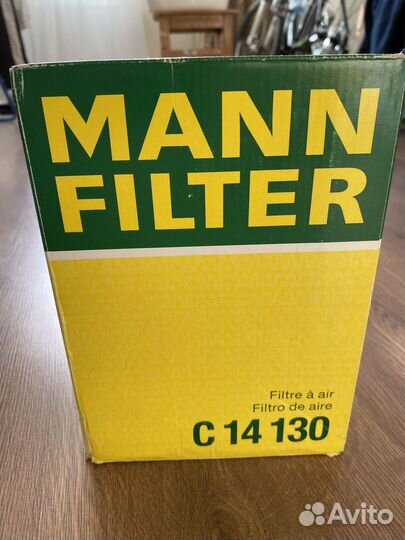 MANN
FILTER
Filtre à air
Filtro de aire
C 14 130
Avito